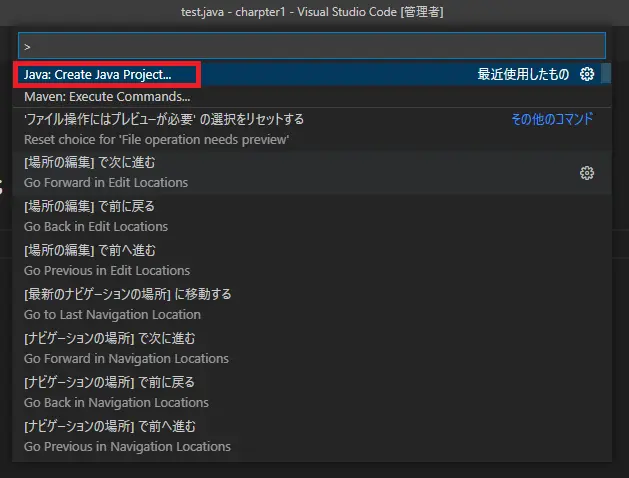 test.java - charpter1 - Visual Studio Code [管理者]
>
Java: Create Java Project... 最近使用したもの
Maven: Execute Commands...
'ファイル操作にはプレビューが必要' の選択をリセットする その他のコマンド
Reset choice for 'File operation needs preview'
[場所の編集] で次に進む
Go Forward in Edit Locations
[場所の編集] で前に戻る
Go Back in Edit Locations
[場所の編集] で前へ進む
Go Previous in Edit Locations
[最新のナビゲーションの場所] に移動する
Go to Last Navigation Location
[ナビゲーションの場所] で次に進む
Go Forward in Navigation Locations
[ナビゲーションの場所] で前に戻る
Go Back in Navigation Locations
[ナビゲーションの場所] で前へ進む
Go Previous in Navigation Locations